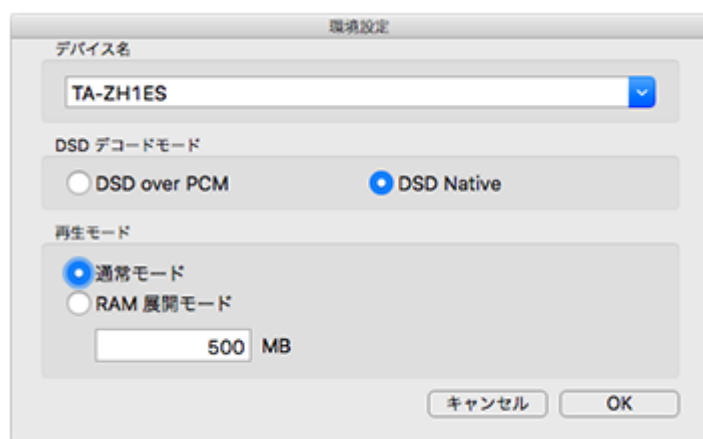 環境設定
デバイス名
TA-ZH1ES
DSD デコードモード
DSD over PCM DSD Native
再生モード
通常モード
RAM 展開モード
500 MB
キャンセル OK